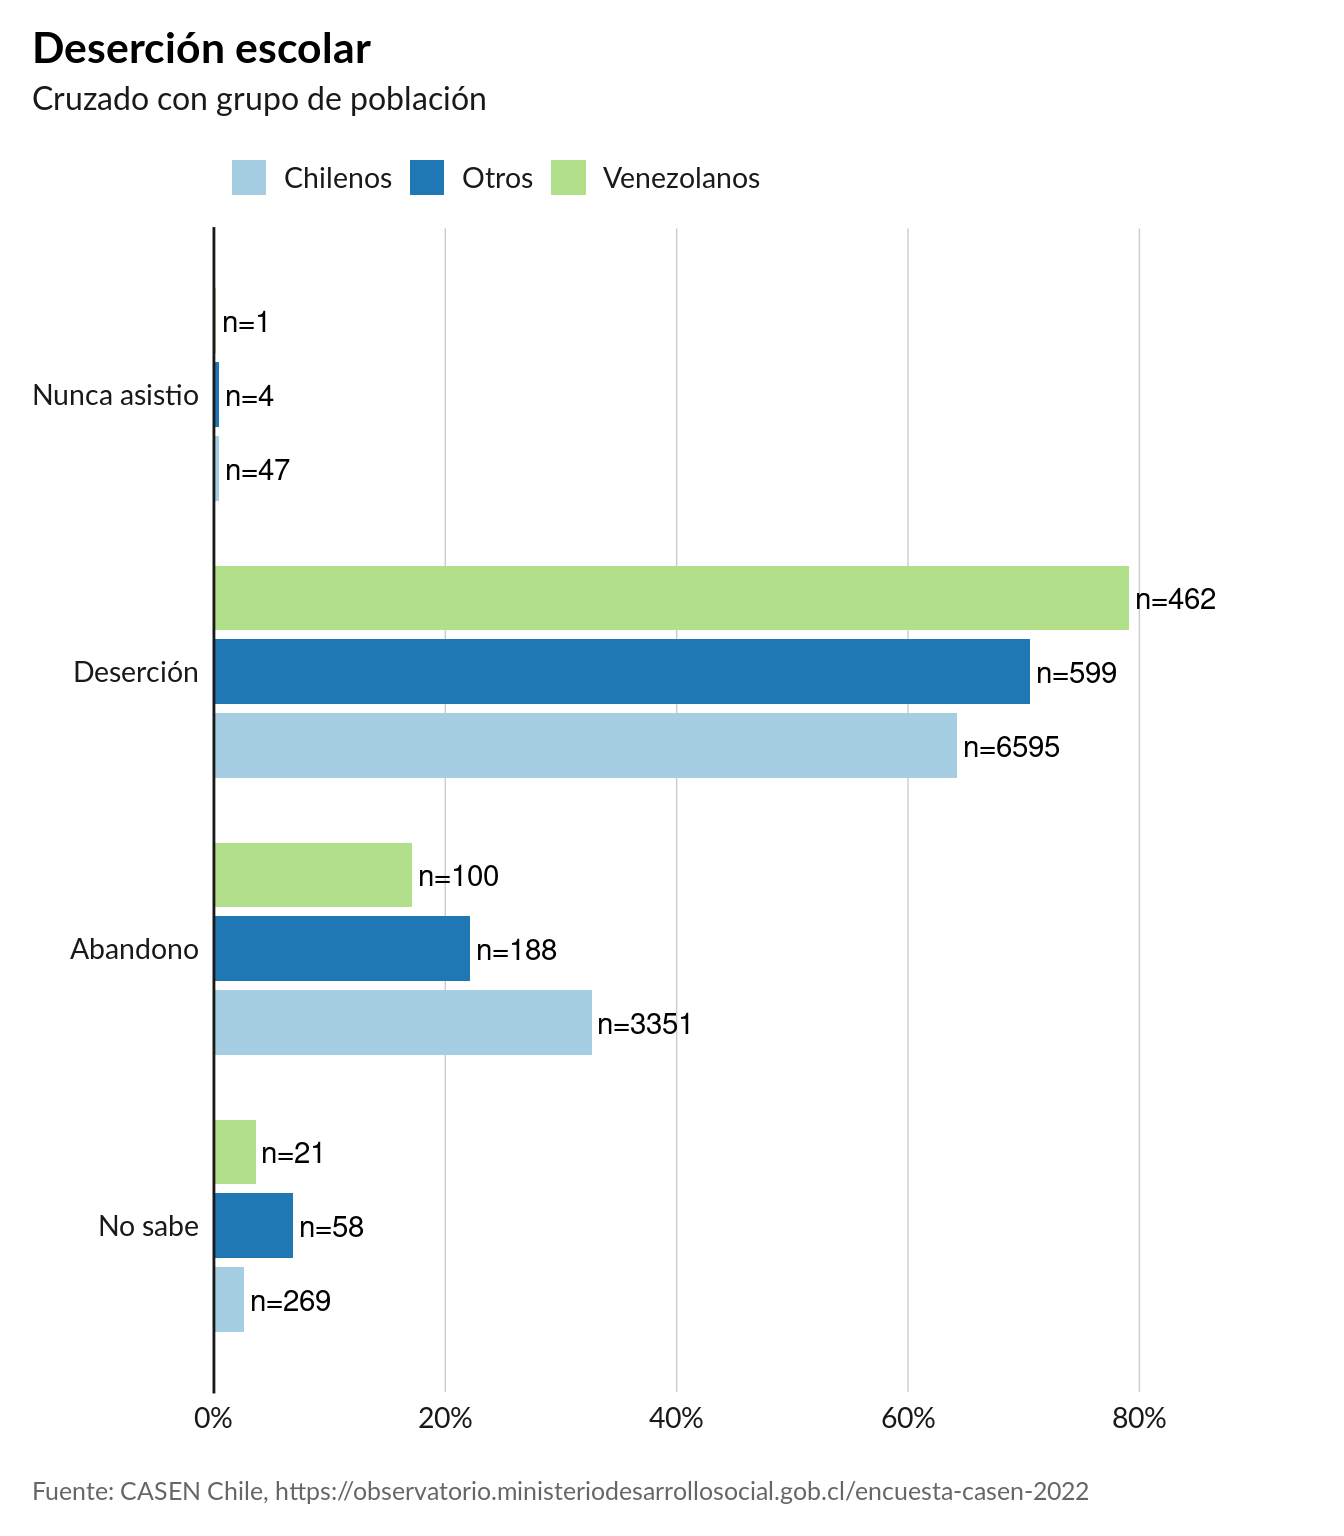 Deserción escolar
Cruzado con grupo de población
Chilenos Otros Venezolanos
n=1
Nunca asistio n=4
n=47
n=462
Deserción n=599
n=6595
n=100
Abandono n=188
n=3351
n=21
No sabe n=58
n=269
0% 20% 40% 60% 80%
Fuente: CASEN Chile, https://observatorio.ministeriodesarrollosocial.gob.cl/encuesta-casen-2022